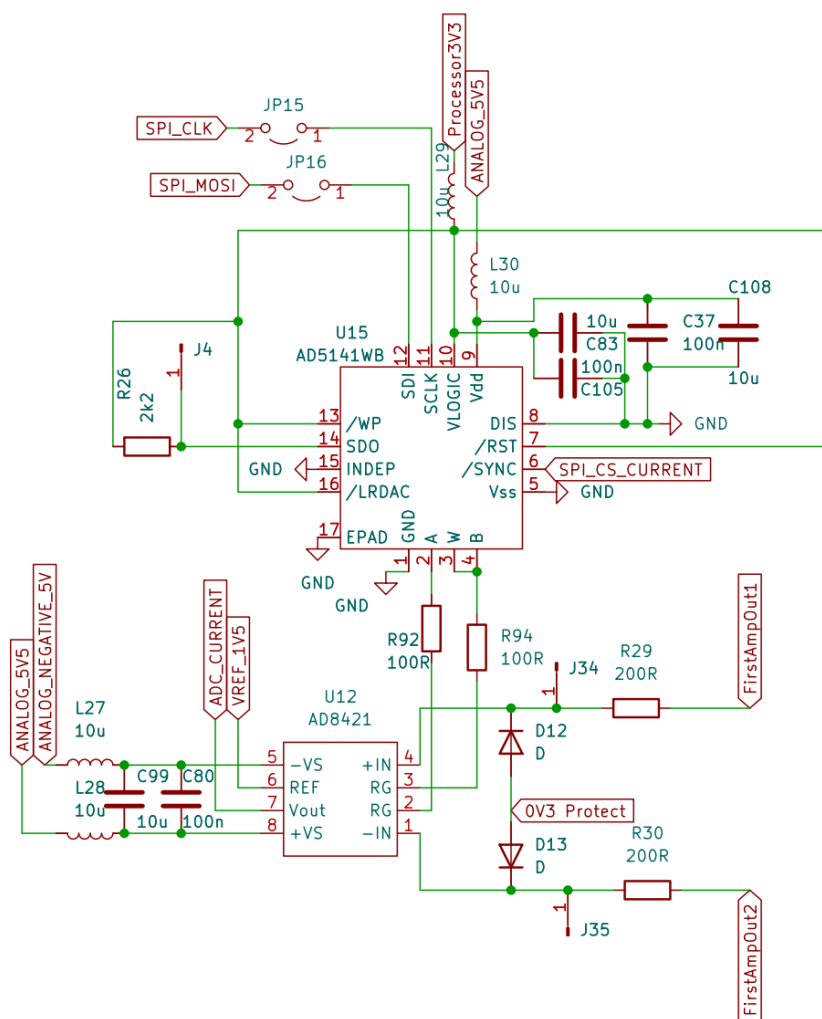 Processor3V3
ANALOG_5V5
JP15
SPI_CLK
2
1
JP16
SPI_MOSI
2
1
L29
10u
L30
10u
C108
10u
C37
100n
C83
100n
C105
10u
U15
AD5141WB
J4
1
R26
2k2
12
11
10
9
SDI
SCLK
VLOGIC
Vdd
13
/WP
DIS
8
GND
14
SDO
/RST
7
GND
15
INDEP
/SYNC
6
SPI_CS_CURRENT
16
/LRDAC
Vss
5
GND
17
EPAD
GND
A
W
B
GND
1
2
3
4
GND
ANALOG_5V5
ANALOG_NEGATIVE_5V
ADC_CURRENT
VREF_1V5
R92
100R
R94
100R
J34
1
R29
200R
FirstAmpOut1
U12
AD8421
L27
10u
L28
10u
C99
10u
C80
100n
5
-VS
+IN
4
6
REF
RG
3
7
Vout
RG
2
8
+VS
-IN
1
D12
D
0V3 Protect
D13
D
R30
200R
1
J35
FirstAmpOut2